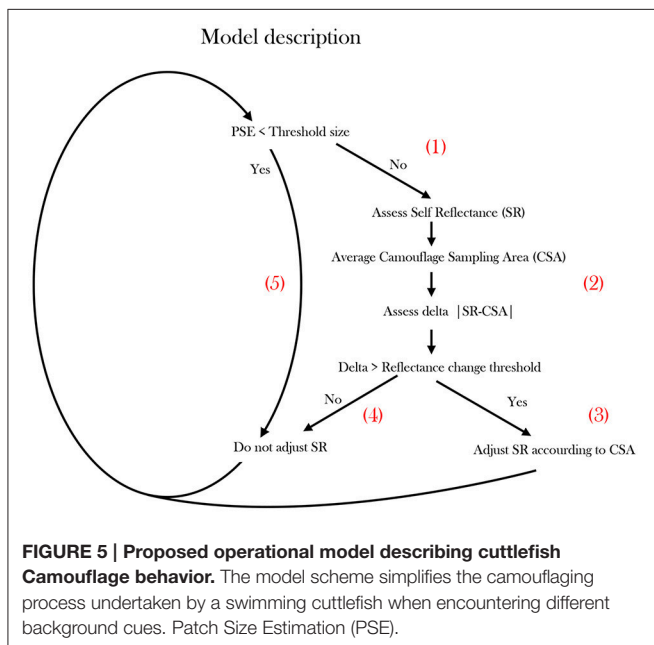 Model description
PSE < Threshold size
(1)
Yes
No
Assess Self Reflectance (SR)
Average Camouflage Sampling Area (CSA)
(5)
(2)
Assess delta |SR-CSA|
Delta > Reflectance change threshold
No
(4)
Yes
(3)
Do not adjust SR
Adjust SR accourding to CSA
FIGURE 5 | Proposed operational model describing cuttlefish
Camouflage behavior. The model scheme simplifies the camouflaging
process undertaken by a swimming cuttlefish when encountering different
background cues. Patch Size Estimation (PSE).